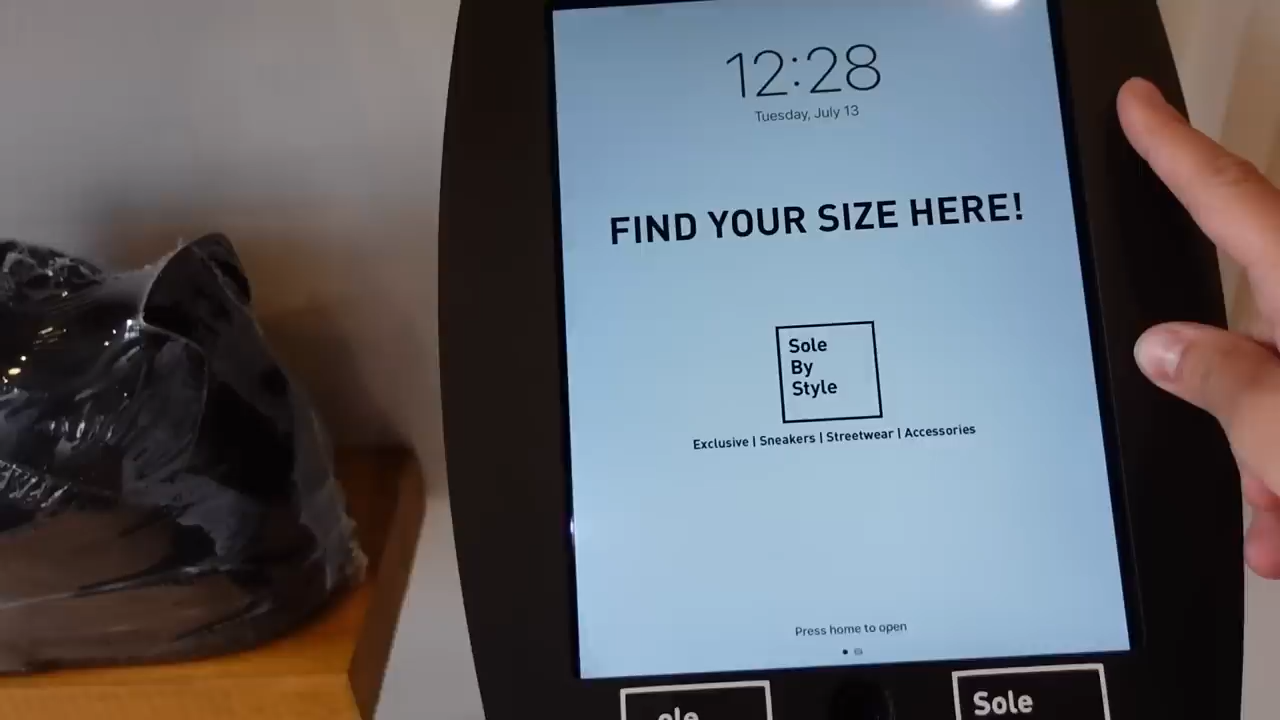 12:28
Tuesday, July 13
FIND YOUR SIZE HERE!
Sole
By
Style
Exclusive | Sneakers | Streetwear | Accessories
Press home to open
Sole